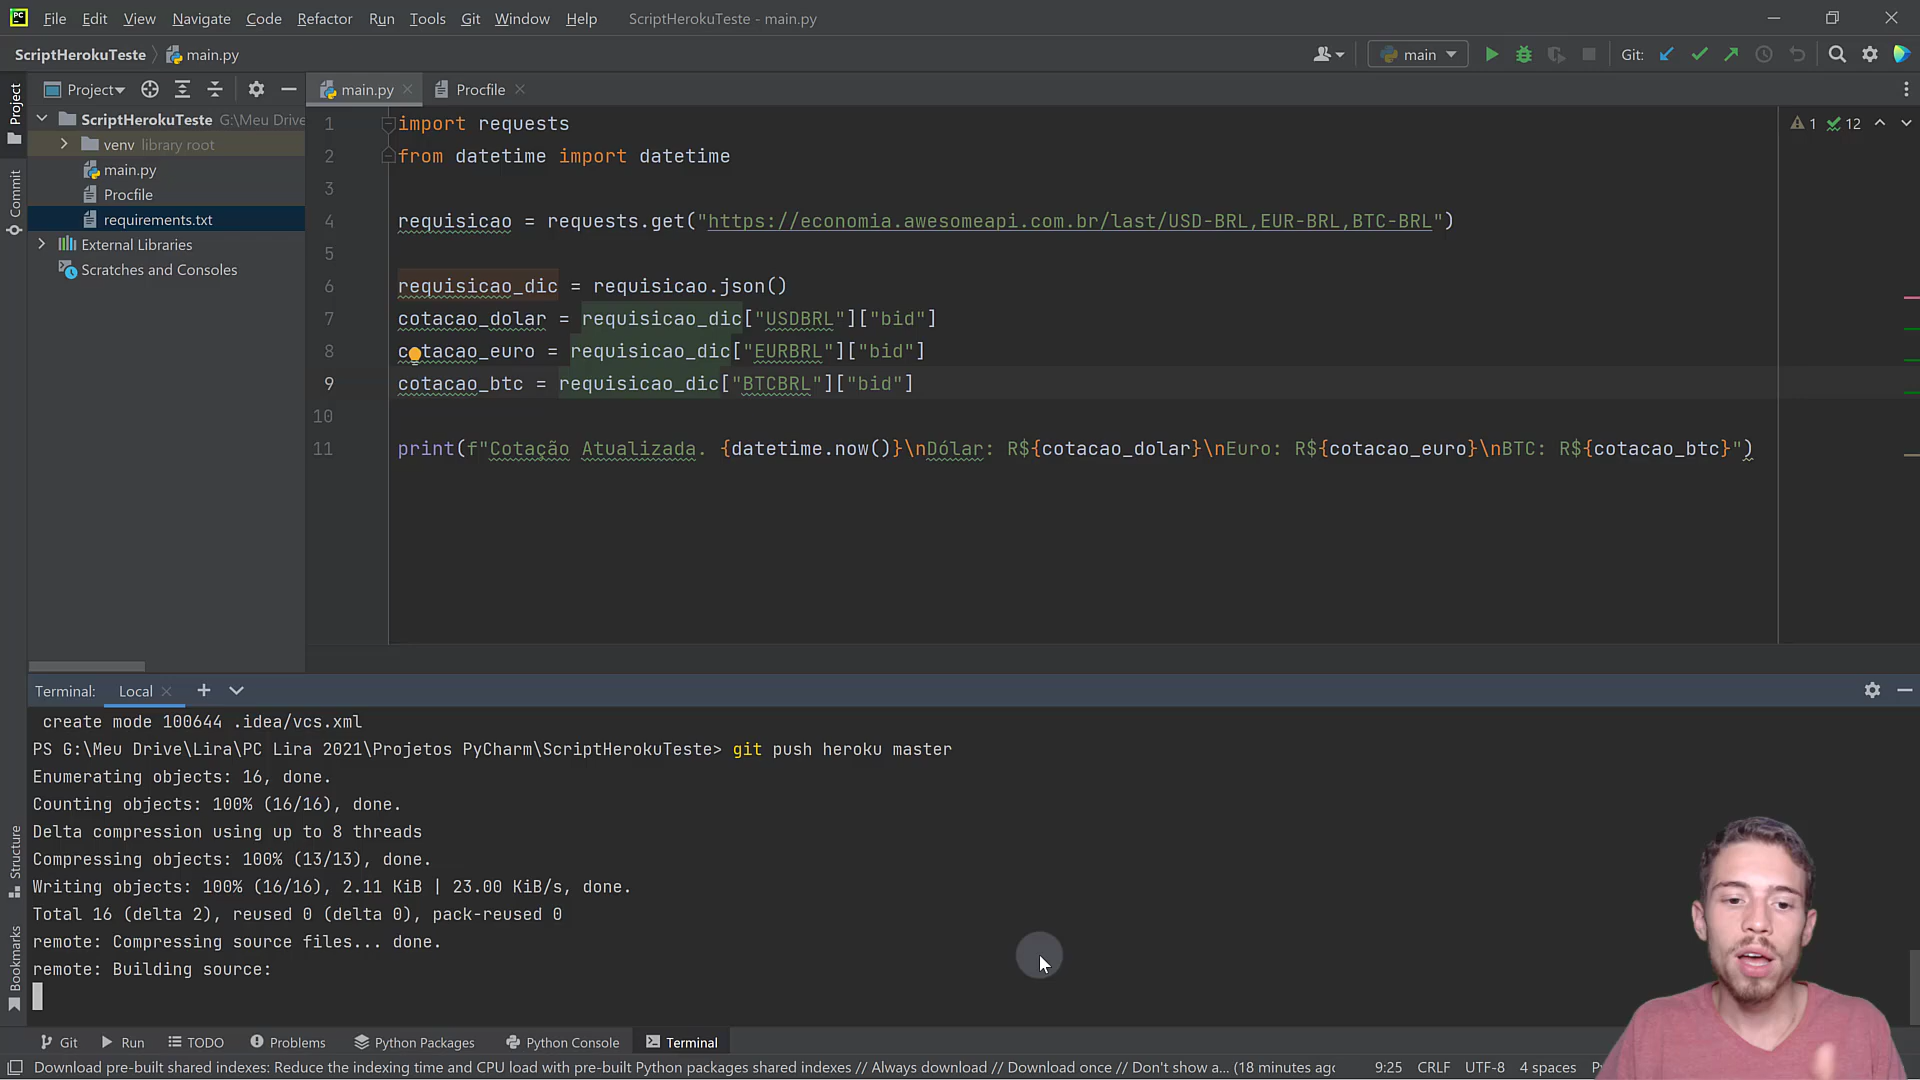 PC File Edit View Navigate Code Refactor Run Tools Git Window Help ScriptHerokuTeste - main.py
ScriptHerokuTeste main.py main Git:
Project main.py Procfile
Project
ScriptHerokuTeste G:\Meu Drive
venv library root
main.py
Procfile
requirements.txt
External Libraries
Scratches and Consoles
Commit
1 import requests
1 12
2 from datetime import datetime
3
4 requisicao = requests.get("https://economia.awesomeapi.com.br/last/USD-BRL,EUR-BRL,BTC-BRL")
5
6 requisicao_dic = requisicao.json()
7 cotacao_dolar = requisicao_dic["USDBRL"]["bid"]
8 cotacao_euro = requisicao_dic["EURBRL"]["bid"]
9 cotacao_btc = requisicao_dic["BTCBRL"]["bid"]
10
11 print(f"Cotação Atualizada. {datetime.now()}\nDólar: R${cotacao_dolar}\nEuro: R${cotacao_euro}\nBTC: R${cotacao_btc}")
Terminal: Local
create mode 100644 .idea/vcs.xml
PS G:\Meu Drive\Lira\PC Lira 2021\Projetos PyCharm\ScriptHerokuTeste> git push heroku master
Enumerating objects: 16, done.
Counting objects: 100% (16/16), done.
Delta compression using up to 8 threads
Compressing objects: 100% (13/13), done.
Writing objects: 100% (16/16), 2.11 KiB | 23.00 KiB/s, done.
Total 16 (delta 2), reused 0 (delta 0), pack-reused 0
remote: Compressing source files... done.
remote: Building source:
Structure
Bookmarks
Git Run TODO Problems Python Packages Python Console Terminal
Download pre-built shared indexes: Reduce the indexing time and CPU load with pre-built Python packages shared indexes // Always download // Download once // Don't show a... (18 minutes ago 9:25 CRLF UTF-8 4 spaces